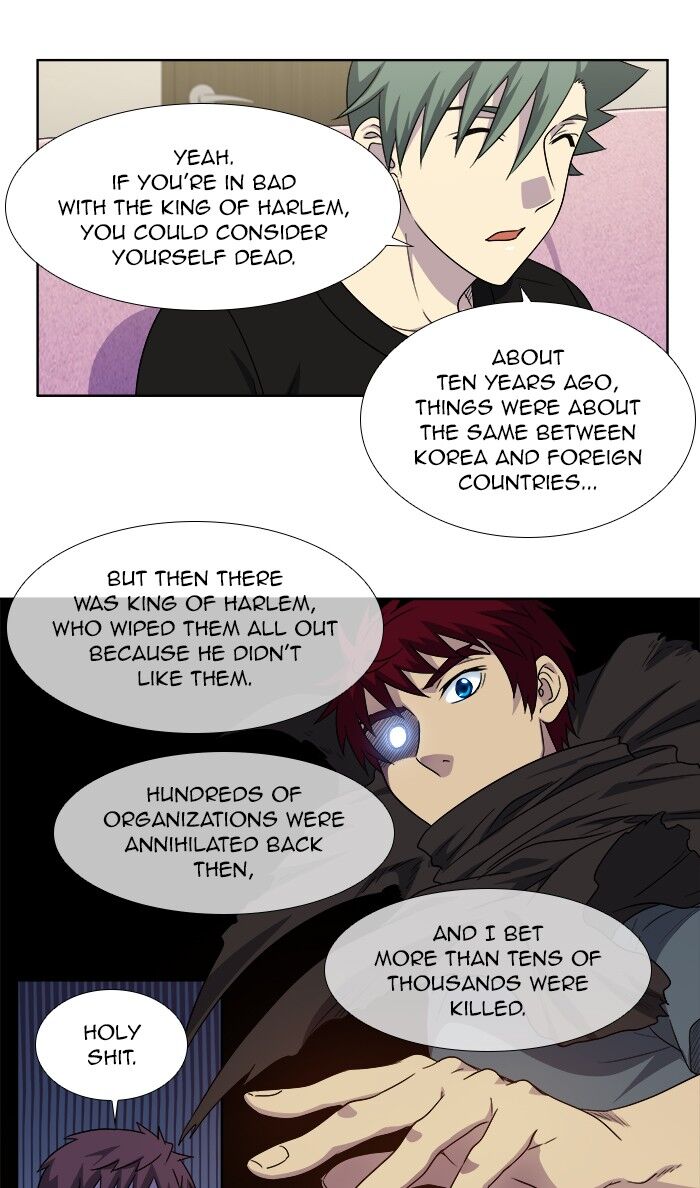 YEAH.
IF YOU'RE IN BAD
WITH THE KING OF HARLEM,
YOU COULD CONSIDER
YOURSELF DEAD.
ABOUT
TEN YEARS AGO,
THINGS WERE ABOUT
THE SAME BETWEEN
KOREA AND FOREIGN
COUNTRIES...
BUT THEN THERE
WAS KING OF HARLEM,
WHO WIPED THEM ALL OUT
BECAUSE HE DIDN'T
LIKE THEM.
HUNDREDS OF
ORGANIZATIONS WERE
ANNIHILATED BACK
THEN,
AND I BET
MORE THAN TENS OF
THOUSANDS WERE
KILLED.
HOLY
SHIT.